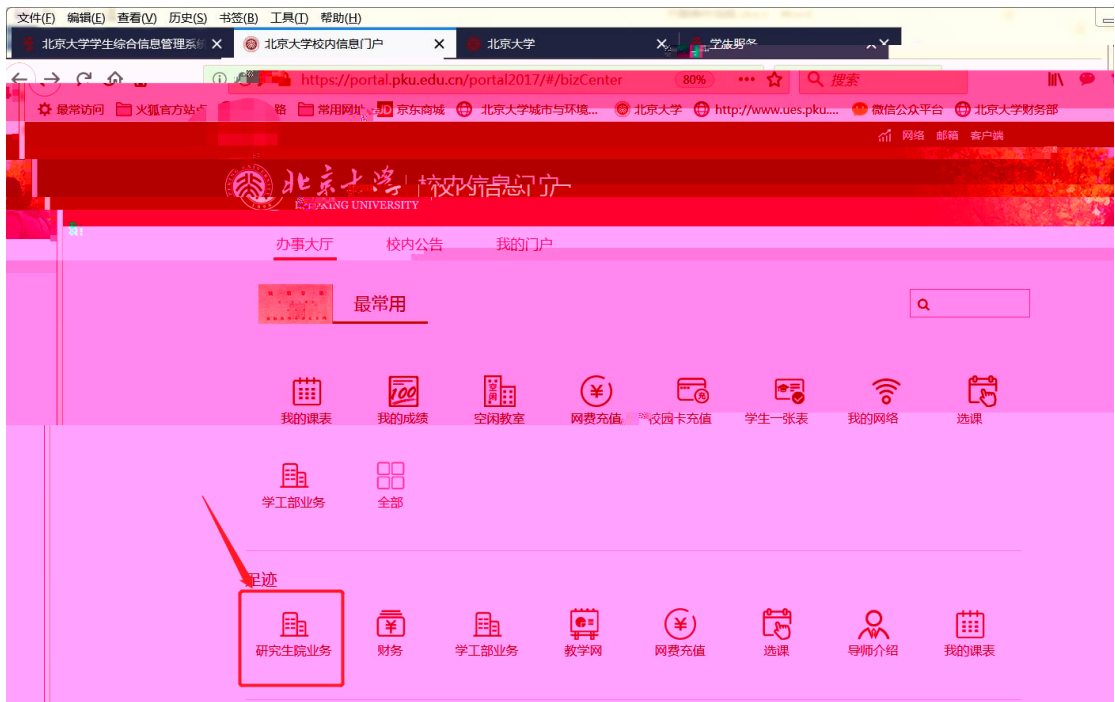 文件(F) 编辑(E) 查看(V) 历史(S) 书签(B) 工具(T) 帮助(H)
北京大学学生综合信息管理系统 北京大学校内信息门户 北京大学
https://portal.pku.edu.cn/portal2017/#/bizCenter 80% 搜索
最常访问 火狐官方站点 常用网址 JD 京东商城 北京大学城市与环境... 北京大学 http://www.ues.pku.... 微信公众平台 北京大学财务部
网络 邮箱 客户端
北京大学 校内信息门户
PEKING UNIVERSITY
办事大厅 校内公告 我的门户
最常用
我的课表 我的成绩 空闲教室 网费充值 校园卡充值 学生一张表 我的网络 选课
学工部业务 全部
足迹
研究生院业务 财务 学工部业务 教学网 网费充值 选课 导师介绍 我的课表